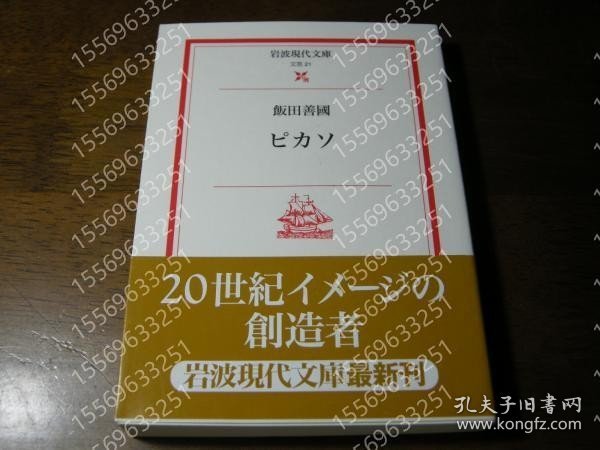 岩波現代文庫
文芸 21
飯田善國
ピカソ
20世紀イメージの
創造者
岩波現代文庫最新刊
15569633251
孔夫子旧书网
www.kongfz.com